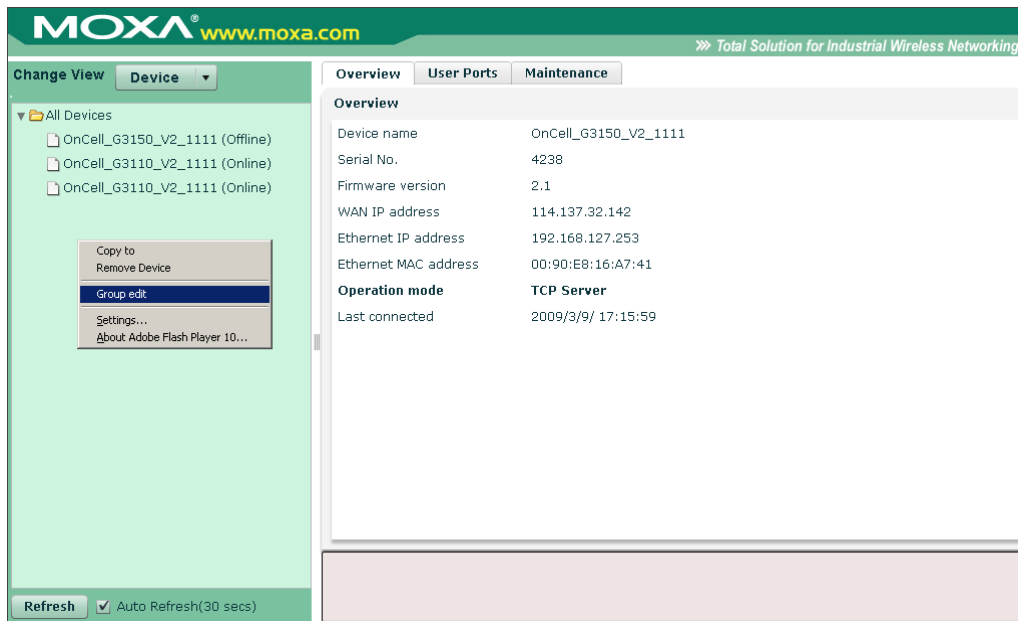 MOXA® www.moxa.com
Total Solution for Industrial Wireless Networking
Change View Device
All Devices
OnCell_G3150_V2_1111 (Offline)
OnCell_G3110_V2_1111 (Online)
OnCell_G3110_V2_1111 (Online)
Copy to
Remove Device
Group edit
Settings...
About Adobe Flash Player 10...
Refresh Auto Refresh(30 secs)
Overview User Ports Maintenance
Overview
Device name OnCell_G3150_V2_1111
Serial No. 4238
Firmware version 2.1
WAN IP address 114.137.32.142
Ethernet IP address 192.168.127.253
Ethernet MAC address 00:90:E8:16:A7:41
Operation mode TCP Server
Last connected 2009/3/9/ 17:15:59